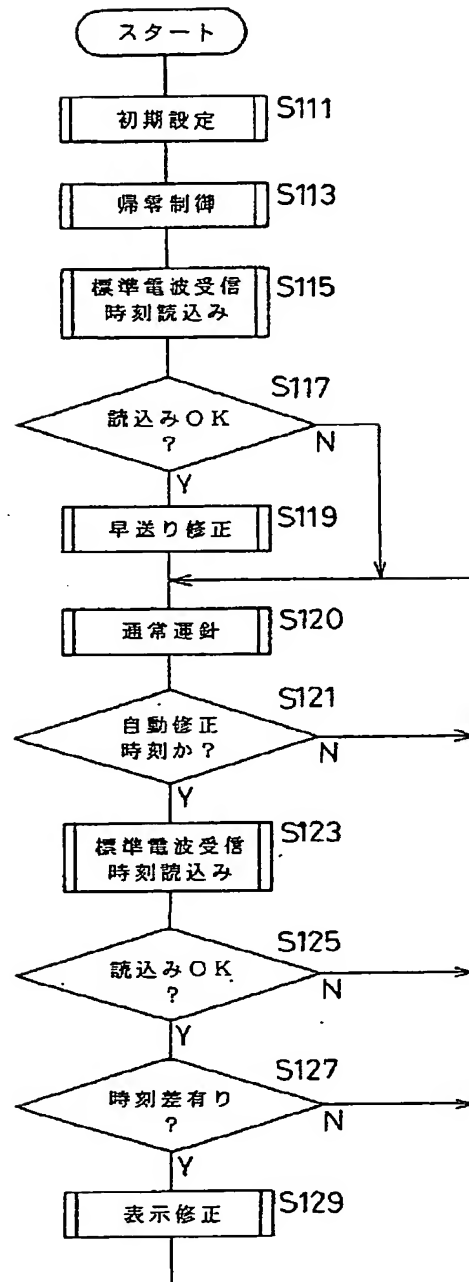 スタート
初期設定
S111
帰零制御
S113
標準電波受信
時刻読込み
S115
S117
読込みOK
?
N
Y
早送り修正
S119
通常運針
S120
S121
自動修正
時刻か?
N
Y
S123
標準電波受信
時刻読込み
S125
読込みOK
?
N
Y
S127
時刻差有り
?
N
Y
表示修正
S129